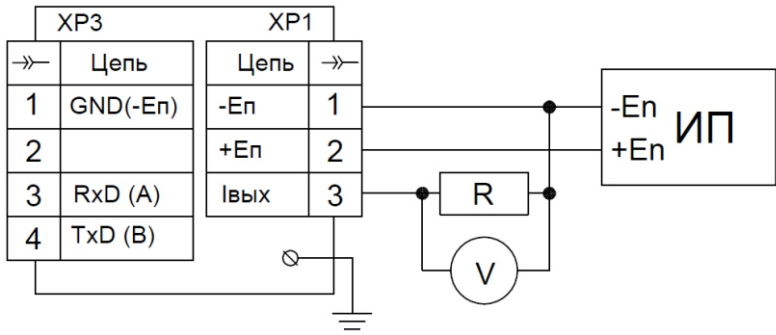 XP3 XP1
Цепь Цепь
1 GND(-Eп) -Eп 1 -En
2 +Eп 2 +En ИП
3 RxD (A) Iвых 3 R
4 TxD (B) V